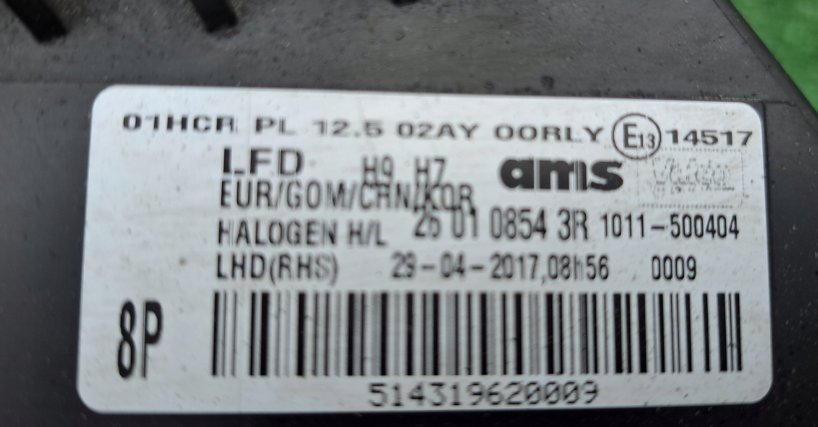 01HCR PL 12.5 02AY 00RLY E13 14517
LFD H9 H7 ams
EUR/GOM/CHN/KOR
HALOGEN H/L 26 01 0854 3R 1011-500404
LHD(RHS) 29-04-2017,08h56 0009
8P
514319620009